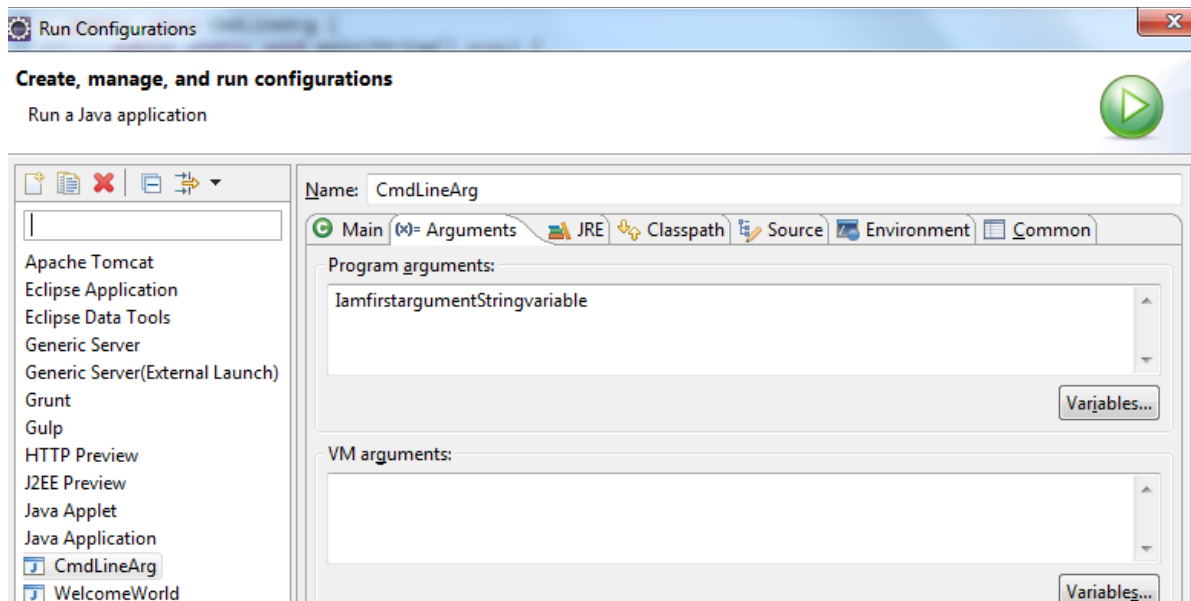 Run Configurations
Create, manage, and run configurations
Run a Java application
Name: CmdLineArg
Main (x)= Arguments JRE Classpath Source Environment Common
Apache Tomcat
Eclipse Application
Eclipse Data Tools
Generic Server
Generic Server(External Launch)
Grunt
Gulp
HTTP Preview
J2EE Preview
Java Applet
Java Application
CmdLineArg
WelcomeWorld
Program arguments:
IamfirstargumentStringvariable
Variables...
VM arguments:
Variables...